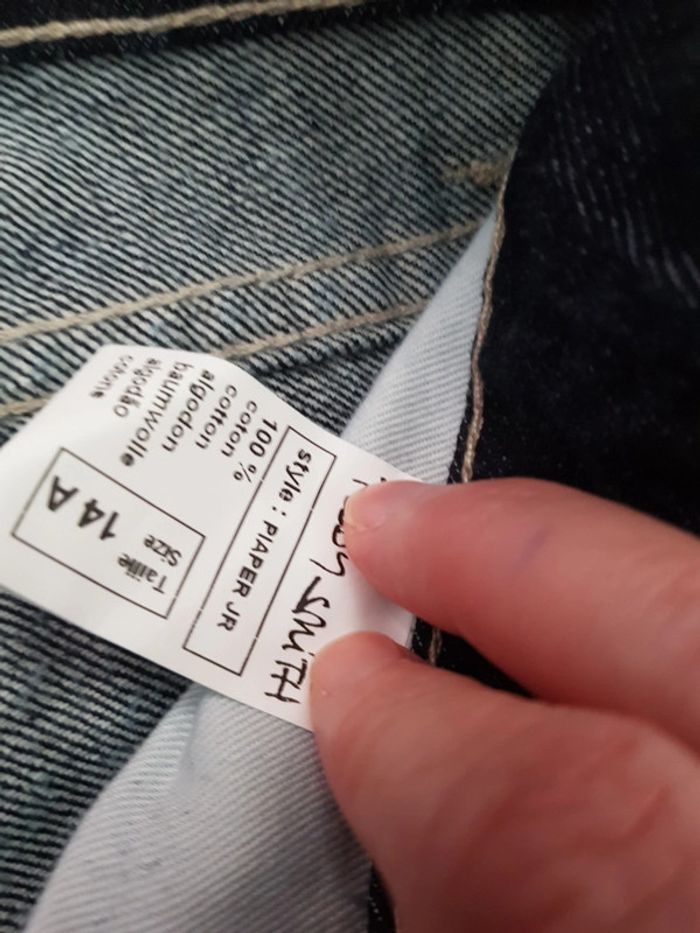 SMITH
style : PIAPER JR
100 %
coton
cotton
algodon
baumwolle
algodão
cotone
Taille
Size 14 A